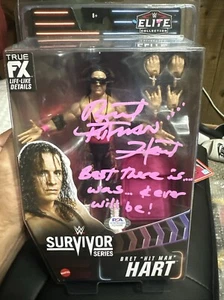 ELITE
COLLECTION
TRUE
FX
LIFE-LIKE
DETAILS
Bret
"Hitman"
Hart
Best There is...
was... & ever
will be!
SURVIVOR
SERIES
BRET "HIT MAN"
HART